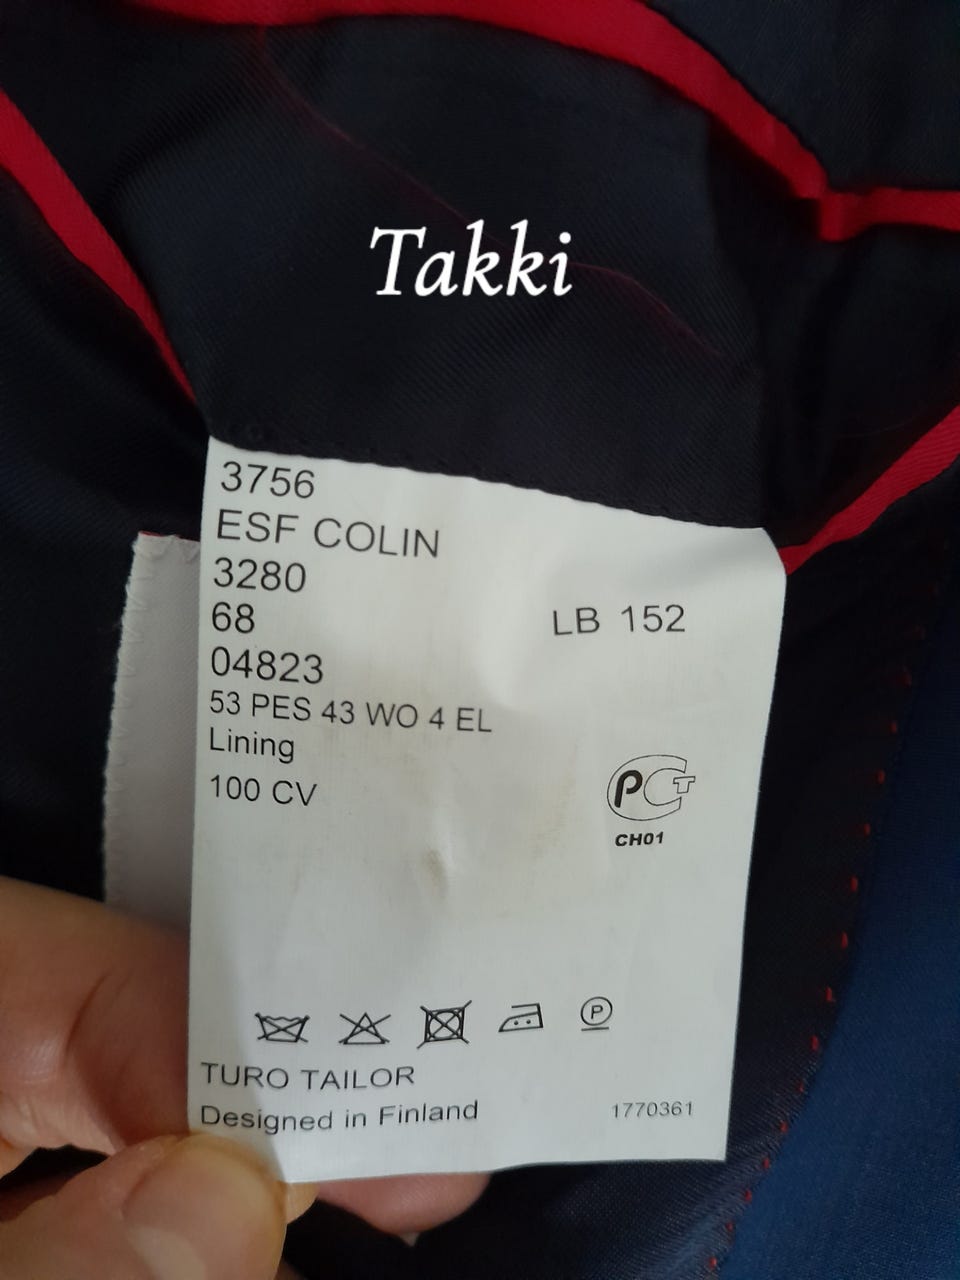 Takki
3756
ESF COLIN
3280
68
LB 152
04823
53 PES 43 WO 4 EL
Lining
100 CV
PCT
CH01
P
TURO TAILOR
Designed in Finland
1770361